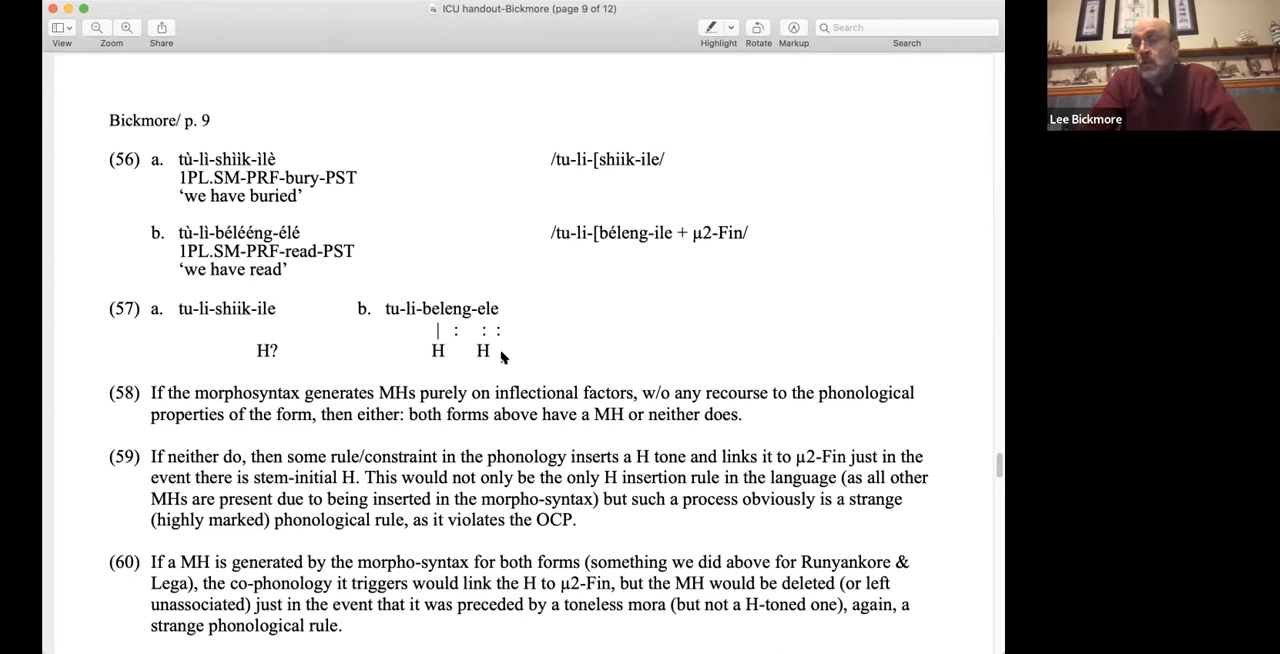 ICU handout-Bickmore (page 9 of 12)
View Zoom Share Highlight Rotate Markup Search Search
Lee Bickmore
Bickmore/ p. 9
(56) a. tù-lì-shììk-ìlè /tu-li-[shiik-ile/
1PL.SM-PRF-bury-PST
‘we have buried’
b. tù-lì-bélééng-élé /tu-li-[béleng-ile + μ2-Fin/
1PL.SM-PRF-read-PST
‘we have read’
(57) a. tu-li-shiik-ile b. tu-li-beleng-ele
| : : :
H? H H
(58) If the morphosyntax generates MHs purely on inflectional factors, w/o any recourse to the phonological
properties of the form, then either: both forms above have a MH or neither does.
(59) If neither do, then some rule/constraint in the phonology inserts a H tone and links it to μ2-Fin just in the
event there is stem-initial H. This would not only be the only H insertion rule in the language (as all other
MHs are present due to being inserted in the morpho-syntax) but such a process obviously is a strange
(highly marked) phonological rule, as it violates the OCP.
(60) If a MH is generated by the morpho-syntax for both forms (something we did above for Runyankore &
Lega), the co-phonology it triggers would link the H to μ2-Fin, but the MH would be deleted (or left
unassociated) just in the event that it was preceded by a toneless mora (but not a H-toned one), again, a
strange phonological rule.